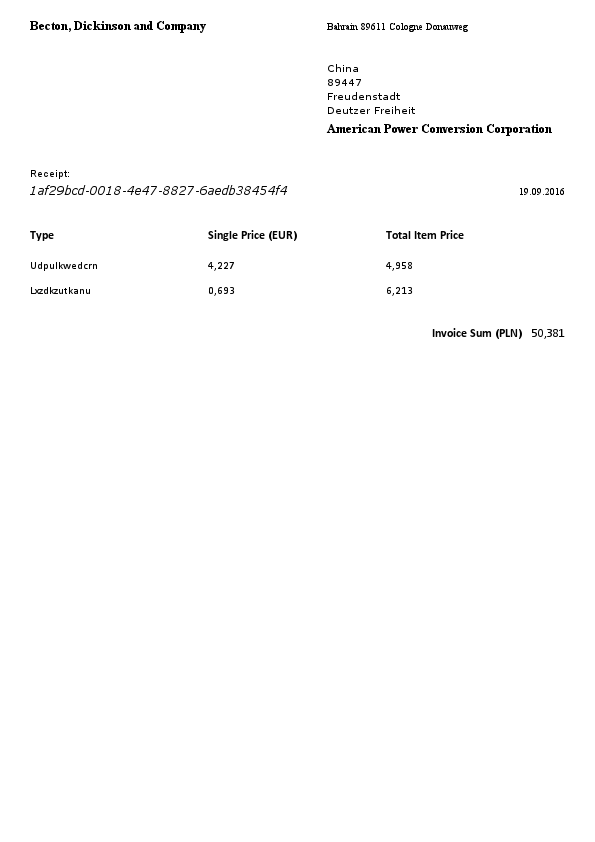 Becton, Dickinson and Company
Bahrain 89611 Cologne Donauweg
China
89447
Freudenstadt
Deutzer Freiheit
American Power Conversion Corporation
Receipt:
1af29bcd-0018-4e47-8827-6aedb38454f4
19.09.2016
Type Single Price (EUR) Total Item Price
Udpulkwedcrn 4,227 4,958
Lxzdkzutkanu 0,693 6,213
Invoice Sum (PLN) 50,381